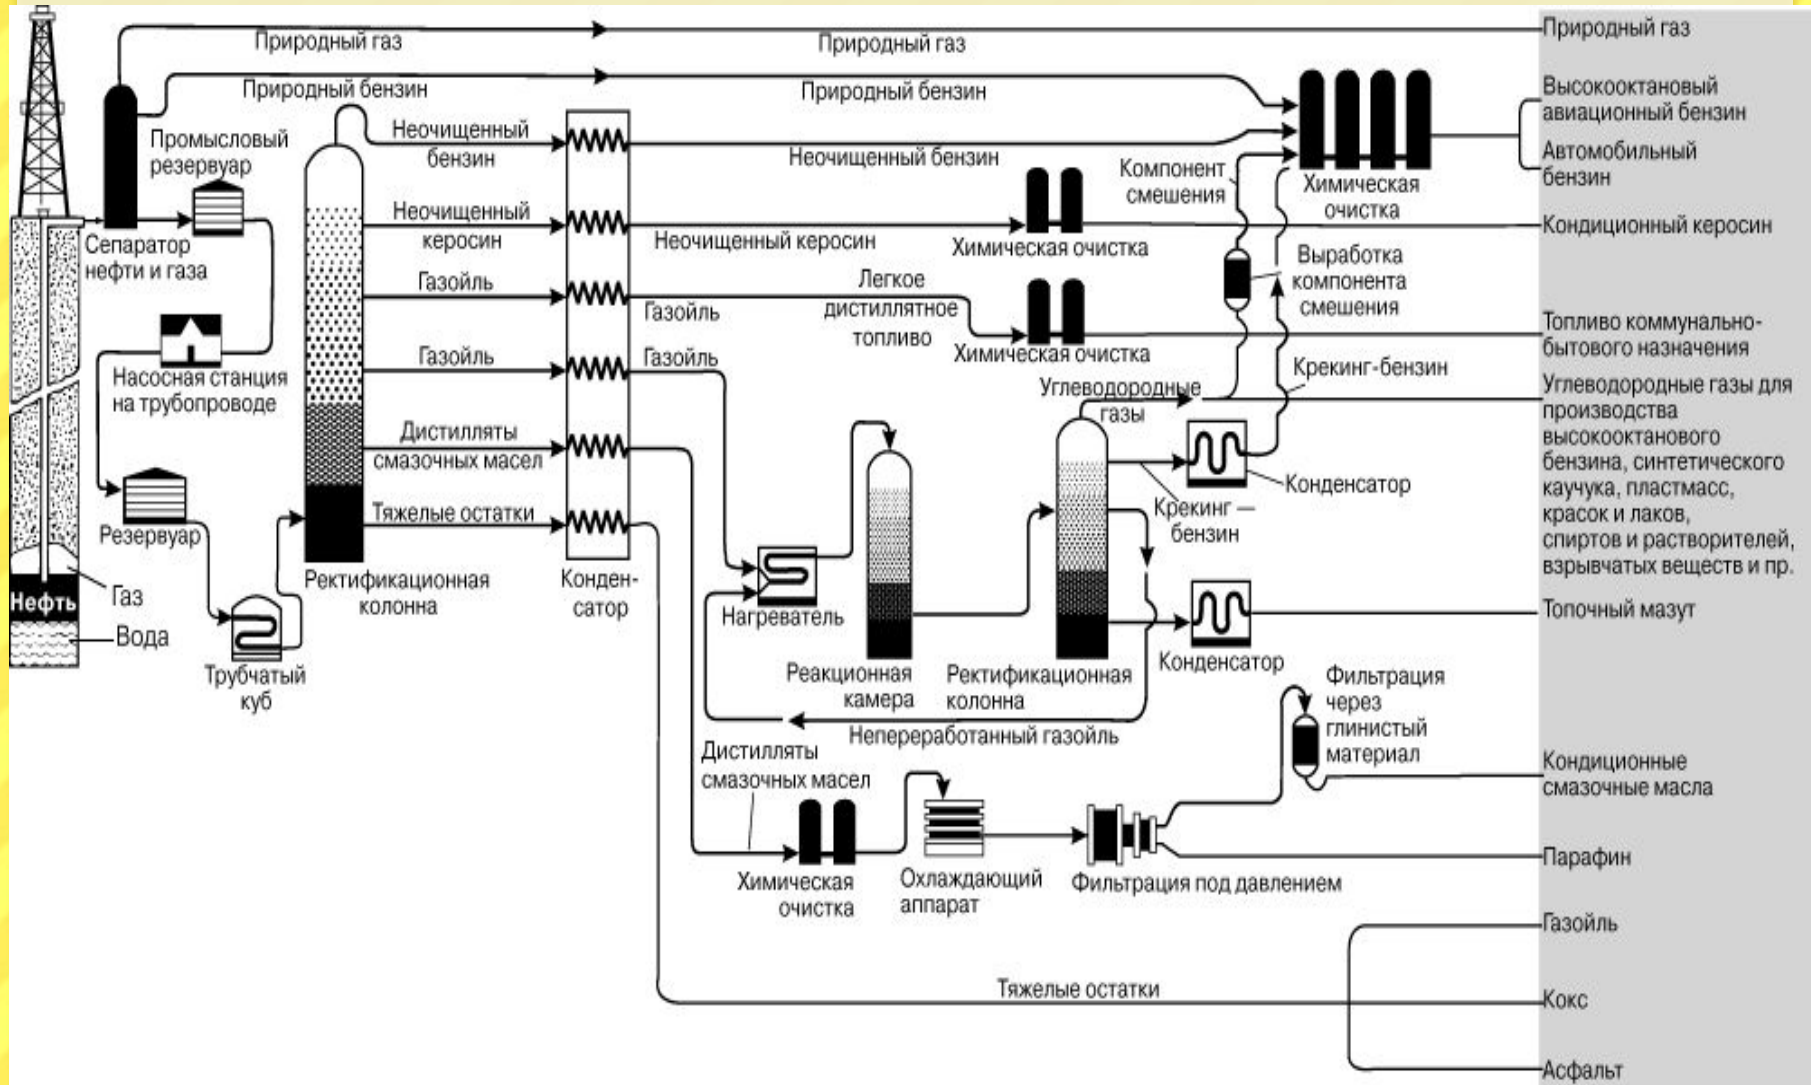 Природный газ
Природный газ
Природный газ
Природный бензин
Природный бензин
Высокооктановый
авиационный бензин
Промысловый
резервуар
Неочищенный
бензин
Неочищенный бензин
Компонент
смешения
Химическая
очистка
Автомобильный
бензин
Сепаратор
нефти и газа
Неочищенный
керосин
Неочищенный керосин
Химическая очистка
Кондиционный керосин
Газойль
Газойль
Легкое
дистиллятное
топливо
Химическая очистка
Выработка
компонента
смешения
Топливо коммунально-
бытового назначения
Насосная станция
на трубопроводе
Газойль
Газойль
Углеводородные
газы
Крекинг-бензин
Углеводородные газы для
производства
высокооктанового
бензина, синтетического
каучука, пластмасс,
красок и лаков,
спиртов и растворителей,
взрывчатых веществ и пр.
Дистилляты
смазочных масел
Конденсатор
Крекинг —
бензин
Резервуар
Тяжелые остатки
Ректификационная
колонна
Конден-
сатор
Нагреватель
Газ
Нефть
Вода
Трубчатый
куб
Реакционная
камера
Ректификационная
колонна
Конденсатор
Топочный мазут
Непереработанный газойль
Фильтрация
через
глинистый
материал
Дистилляты
смазочных масел
Кондиционные
смазочные масла
Химическая
очистка
Охлаждающий
аппарат
Фильтрация под давлением
Парафин
Газойль
Тяжелые остатки
Кокс
Асфальт